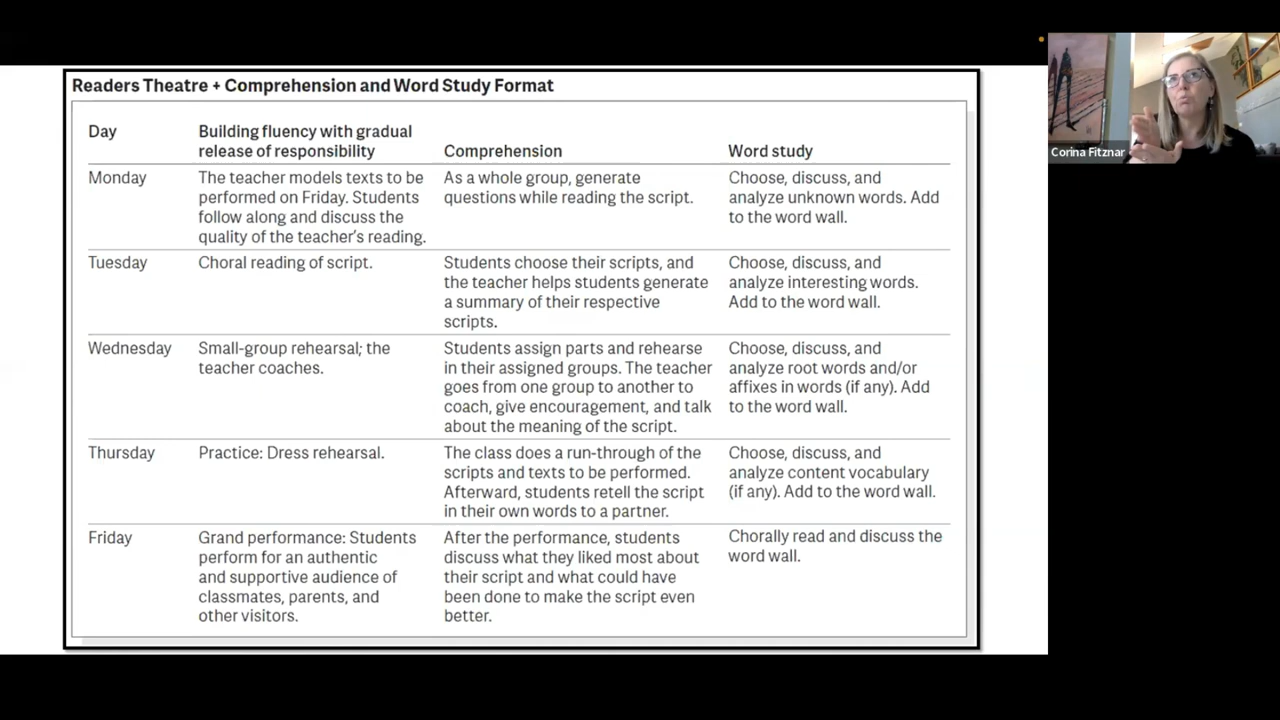 Readers Theatre + Comprehension and Word Study Format
Day
Building fluency with gradual
release of responsibility
Comprehension
Word study
Monday
The teacher models texts to be
performed on Friday. Students
follow along and discuss the
quality of the teacher's reading.
As a whole group, generate
questions while reading the script.
Choose, discuss, and
analyze unknown words. Add
to the word wall.
Tuesday
Choral reading of script.
Students choose their scripts, and
the teacher helps students generate
a summary of their respective
scripts.
Choose, discuss, and
analyze interesting words.
Add to the word wall.
Wednesday
Small-group rehearsal; the
teacher coaches.
Students assign parts and rehearse
in their assigned groups. The teacher
goes from one group to another to
coach, give encouragement, and talk
about the meaning of the script.
Choose, discuss, and
analyze root words and/or
affixes in words (if any). Add
to the word wall.
Thursday
Practice: Dress rehearsal.
The class does a run-through of the
scripts and texts to be performed.
Afterward, students retell the script
in their own words to a partner.
Choose, discuss, and
analyze content vocabulary
(if any). Add to the word wall.
Friday
Grand performance: Students
perform for an authentic
and supportive audience of
classmates, parents, and
other visitors.
After the performance, students
discuss what they liked most about
their script and what could have
been done to make the script even
better.
Chorally read and discuss the
word wall.
Corina Fitznar